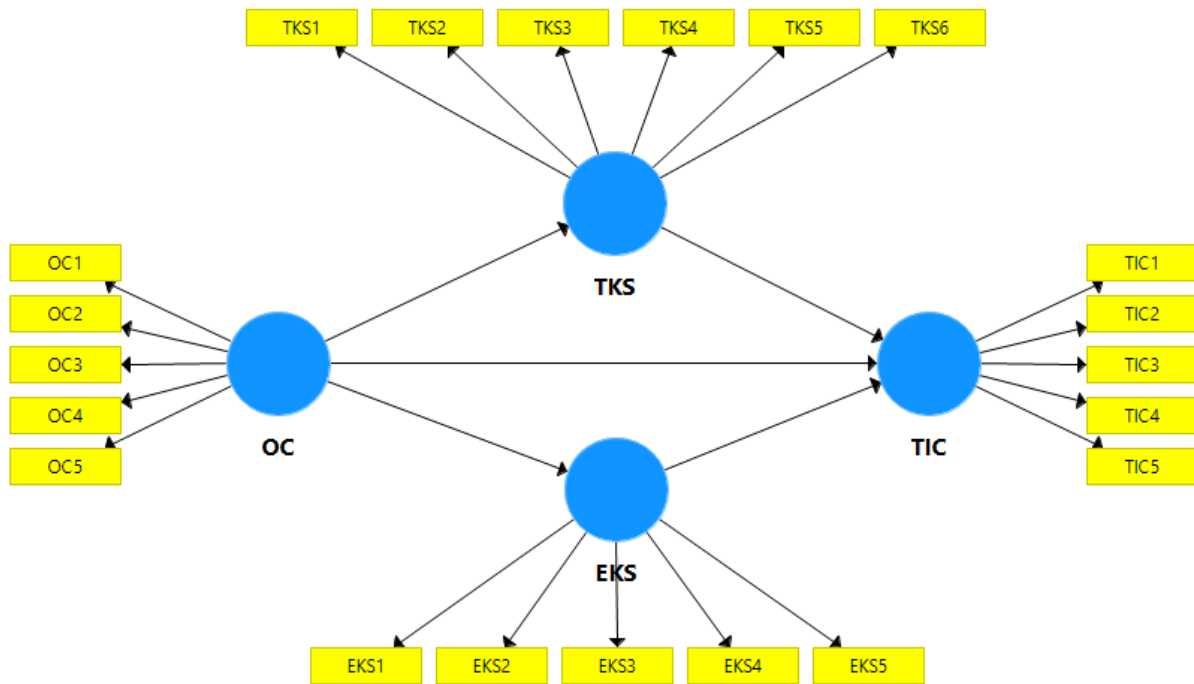 TKS1 TKS2 TKS3 TKS4 TKS5 TKS6
TKS
OC1
OC2
OC3
OC4
OC5
OC
TIC1
TIC2
TIC3
TIC4
TIC5
TIC
EKS
EKS1 EKS2 EKS3 EKS4 EKS5